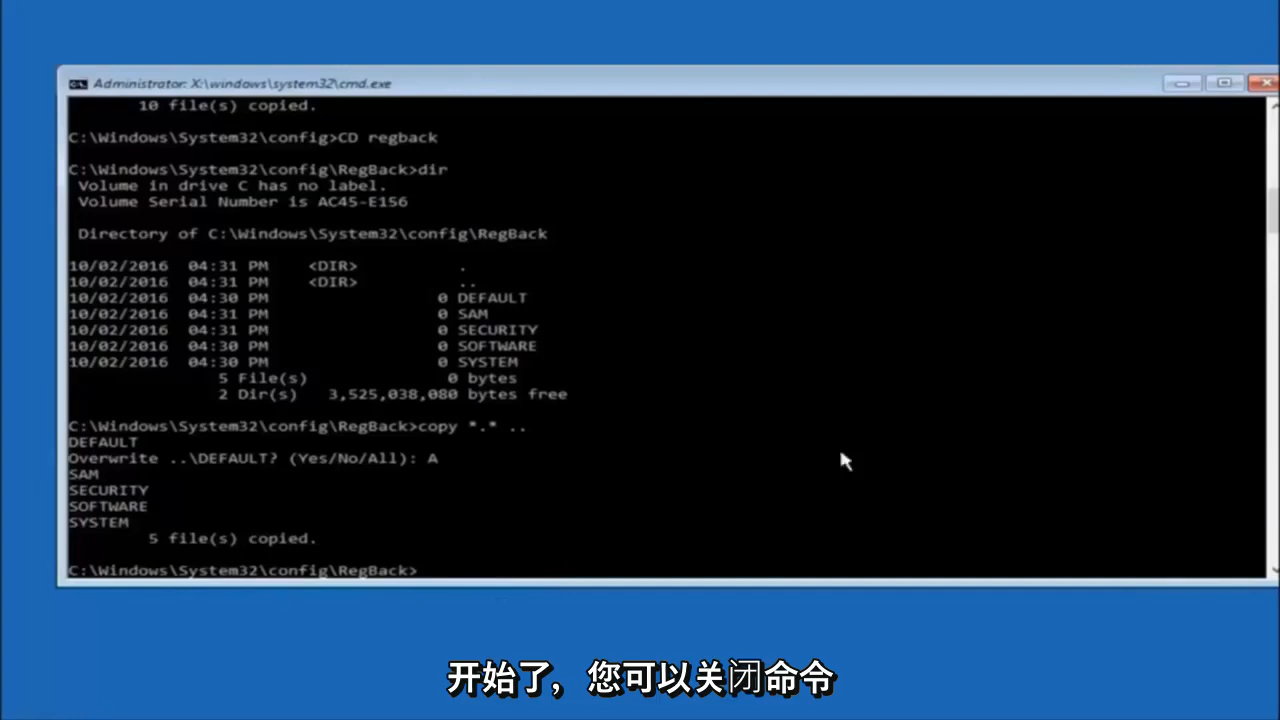 Administrator: X:\windows\system32\cmd.exe
10 file(s) copied.
C:\Windows\System32\config>CD regback
C:\Windows\System32\config\RegBack>dir
Volume in drive C has no label.
Volume Serial Number is AC45-E156
Directory of C:\Windows\System32\config\RegBack
10/02/2016 04:31 PM <DIR> .
10/02/2016 04:31 PM <DIR> ..
10/02/2016 04:30 PM 0 DEFAULT
10/02/2016 04:31 PM 0 SAM
10/02/2016 04:31 PM 0 SECURITY
10/02/2016 04:30 PM 0 SOFTWARE
10/02/2016 04:30 PM 0 SYSTEM
5 File(s) 0 bytes
2 Dir(s) 3,525,038,080 bytes free
C:\Windows\System32\config\RegBack>copy *.* ..
DEFAULT
Overwrite ..\DEFAULT? (Yes/No/All): A
SAM
SECURITY
SOFTWARE
SYSTEM
5 file(s) copied.
C:\Windows\System32\config\RegBack>
开始了，您可以关闭命令